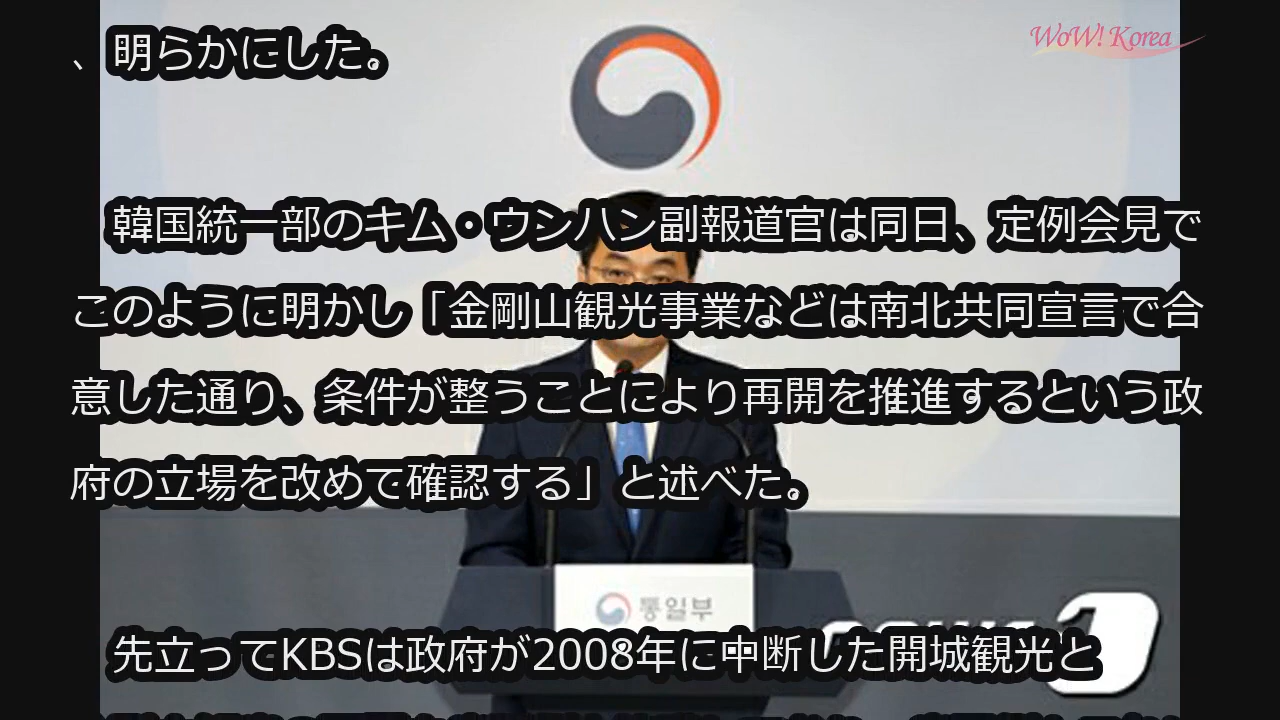 WoW! Korea
、明らかにした。
韓国統一部のキム・ウンハン副報道官は同日、定例会見で
このように明かし「金剛山観光事業などは南北共同宣言で合
意した通り、条件が整うことにより再開を推進するという政
府の立場を改めて確認する」と述べた。
통일부
先立ってKBSは政府が2008年に中断した開城観光と